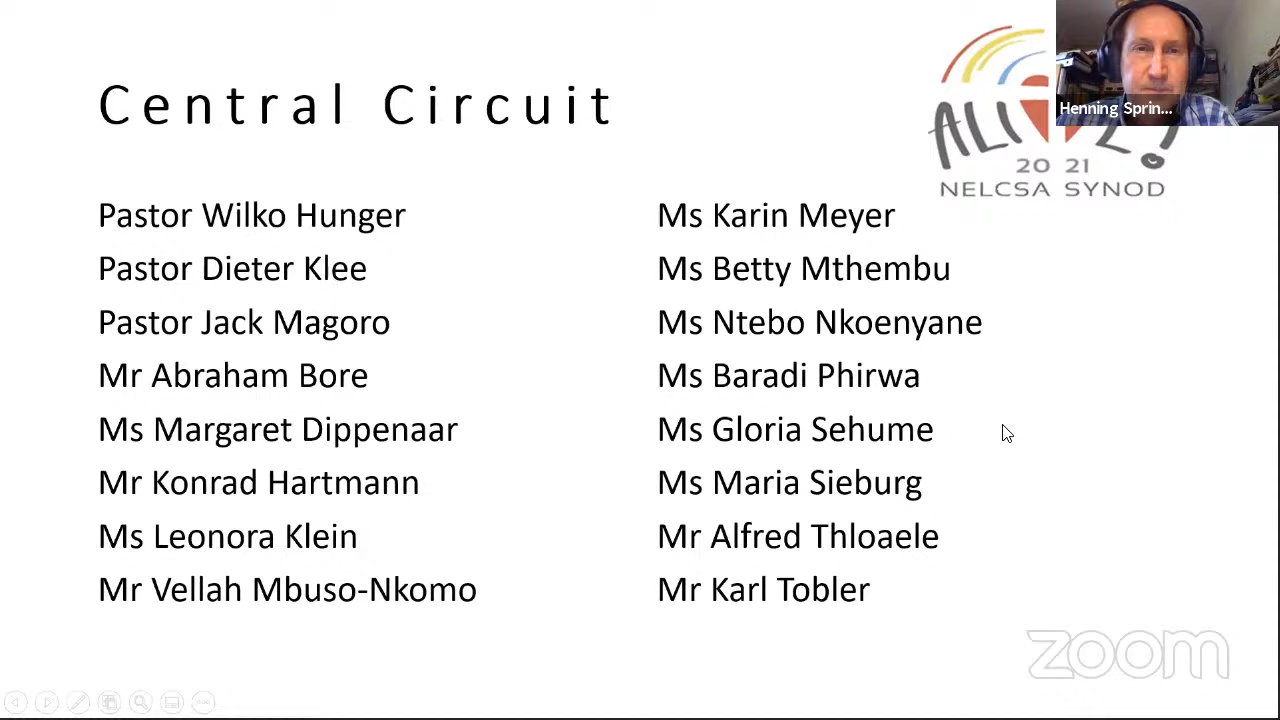 Central Circuit
Pastor Wilko Hunger
Pastor Dieter Klee
Pastor Jack Magoro
Mr Abraham Bore
Ms Margaret Dippenaar
Mr Konrad Hartmann
Ms Leonora Klein
Mr Vellah Mbuso-Nkomo
Ms Karin Meyer
Ms Betty Mthembu
Ms Ntebo Nkoenyane
Ms Baradi Phirwa
Ms Gloria Sehume
Ms Maria Sieburg
Mr Alfred Thloaele
Mr Karl Tobler
Henning Sprin...
ALIVE!
20 21
NELCSA SYNOD
zoom